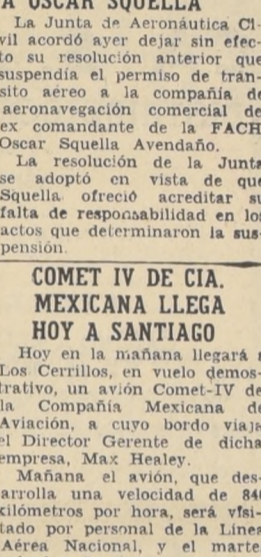 A OSCAR SQUELLA
La Junta de Aeronáutica Ci-
vil acordó ayer dejar sin efec-
to su resolución anterior que
suspendía el permiso de trán-
sito aéreo a la compañía de
aeronavegación comercial de
ex comandante de la FACH
Oscar Squella Avendaño.
La resolución de la Junta
se adoptó en vista de que
Squella ofreció acreditar su
falta de responsabilidad en los
actos que determinaron la sus-
pensión.
COMET IV DE CIA.
MEXICANA LLEGA
HOY A SANTIAGO
Hoy en la mañana llegará a
Los Cerrillos, en vuelo demos-
trativo, un avión Comet-IV de
la Compañía Mexicana de
Aviación, a cuyo bordo viaja
el Director Gerente de dicha
empresa, Max Healey.
Mañana el avión, que des-
arrolla una velocidad de 840
kilómetros por hora, será visi-
tado por personal de la Línea
Aérea Nacional, y el marte